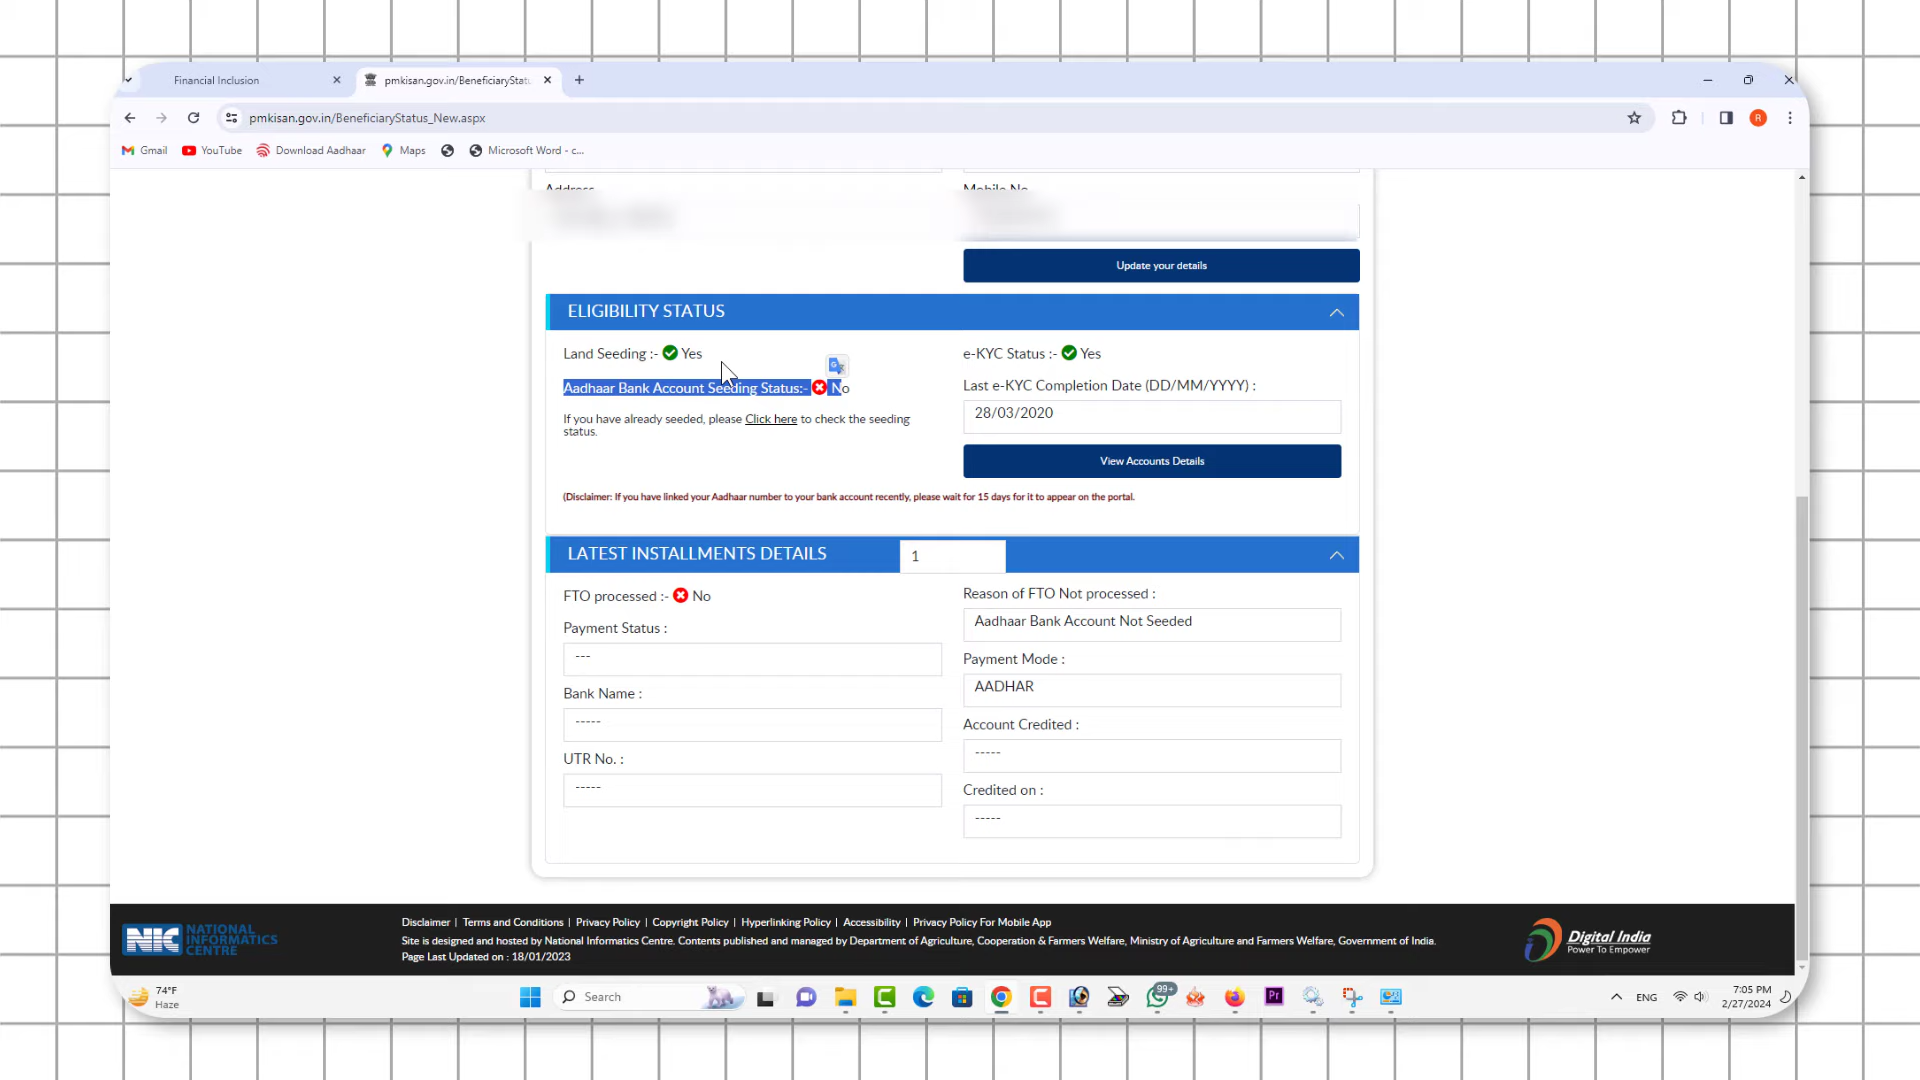 Financial Inclusion
pmkisan.gov.in/BeneficiaryStatu
pmkisan.gov.in/BeneficiaryStatus_New.aspx
R
Gmail
YouTube
Download Aadhaar
Maps
Microsoft Word - c...
Address
Mobile No
Update your details
ELIGIBILITY STATUS
Land Seeding :- Yes
e-KYC Status :- Yes
Aadhaar Bank Account Seeding Status:- No
Last e-KYC Completion Date (DD/MM/YYYY) :
28/03/2020
If you have already seeded, please Click here to check the seeding
status.
View Accounts Details
(Disclaimer: If you have linked your Aadhaar number to your bank account recently, please wait for 15 days for it to appear on the portal.
LATEST INSTALLMENTS DETAILS
1
FTO processed :- No
Reason of FTO Not processed :
Aadhaar Bank Account Not Seeded
Payment Status :
---
Payment Mode :
AADHAR
Bank Name :
-----
Account Credited :
-----
UTR No. :
-----
Credited on :
-----
NIC NATIONAL
INFORMATICS
CENTRE
Disclaimer | Terms and Conditions | Privacy Policy | Copyright Policy | Hyperlinking Policy | Accessibility | Privacy Policy For Mobile App
Site is designed and hosted by National Informatics Centre. Contents published and managed by Department of Agriculture, Cooperation & Farmers Welfare, Ministry of Agriculture and Farmers Welfare, Government of India.
Page Last Updated on : 18/01/2023
Digital India
Power To Empower
74°F
Haze
Search
99+
Pr
ENG
7:05 PM
2/27/2024